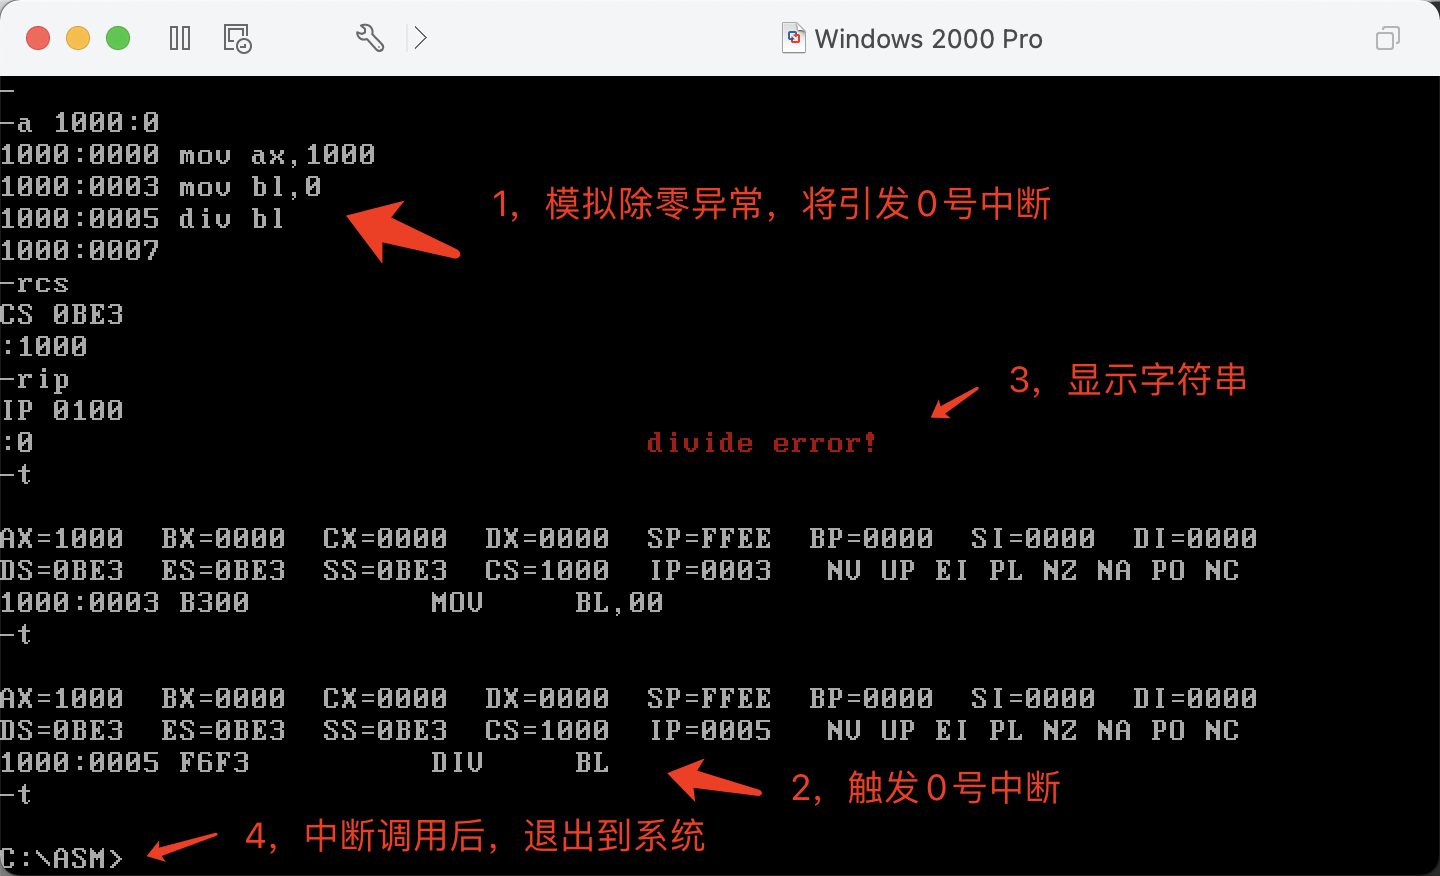 Windows 2000 Pro
-
-a 1000:0
1000:0000 mov ax,1000
1000:0003 mov bl,0
1，模拟除零异常，将引发0号中断
1000:0005 div bl
1000:0007
-rcs
CS 0BE3
:1000
-rip
3，显示字符串
IP 0100
:0
divide error!
-t
AX=1000 BX=0000 CX=0000 DX=0000 SP=FFEE BP=0000 SI=0000 DI=0000
DS=0BE3 ES=0BE3 SS=0BE3 CS=1000 IP=0003 NV UP EI PL NZ NA PO NC
1000:0003 B300 MOV BL,00
-t
AX=1000 BX=0000 CX=0000 DX=0000 SP=FFEE BP=0000 SI=0000 DI=0000
DS=0BE3 ES=0BE3 SS=0BE3 CS=1000 IP=0005 NV UP EI PL NZ NA PO NC
1000:0005 F6F3 DIV BL
2，触发0号中断
-t
4，中断调用后，退出到系统
C:\ASM>